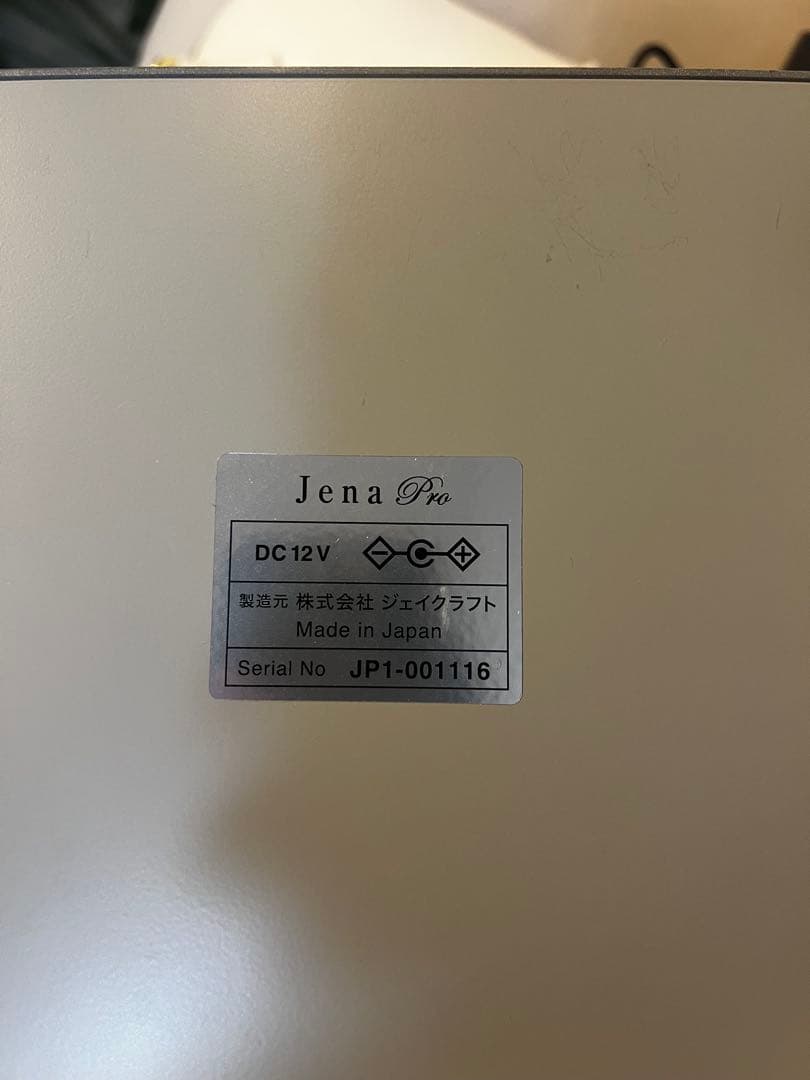 Jena Pro
DC 12V - +
製造元 株式会社 ジェイクラフト
Made in Japan
Serial No JP1-001116